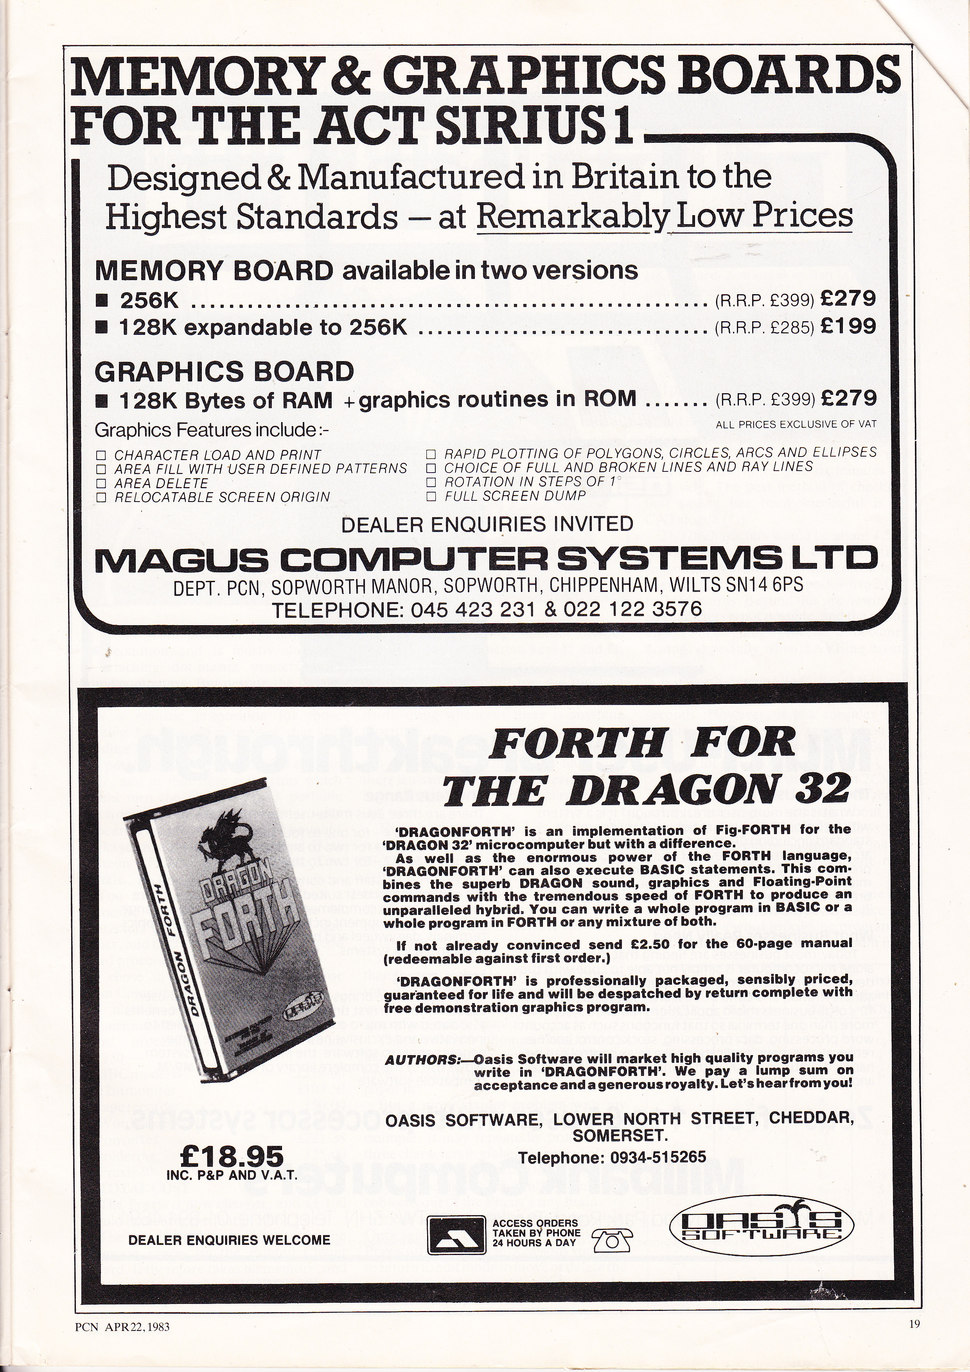 MEMORY & GRAPHICS BOARDS
FOR THE ACT SIRIUS 1
Designed & Manufactured in Britain to the
Highest Standards – at Remarkably Low Prices
MEMORY BOARD available in two versions
■ 256K ........................................................ (R.R.P. £399) £279
■ 128K expandable to 256K ............................... (R.R.P. £285) £199
GRAPHICS BOARD
■ 128K Bytes of RAM + graphics routines in ROM ....... (R.R.P. £399) £279
Graphics Features include:-
ALL PRICES EXCLUSIVE OF VAT
□ CHARACTER LOAD AND PRINT
□ AREA FILL WITH USER DEFINED PATTERNS
□ AREA DELETE
□ RELOCATABLE SCREEN ORIGIN
□ RAPID PLOTTING OF POLYGONS, CIRCLES, ARCS AND ELLIPSES
□ CHOICE OF FULL AND BROKEN LINES AND RAY LINES
□ ROTATION IN STEPS OF 1°
□ FULL SCREEN DUMP
DEALER ENQUIRIES INVITED
MAGUS COMPUTER SYSTEMS LTD
DEPT. PCN, SOPWORTH MANOR, SOPWORTH, CHIPPENHAM, WILTS SN14 6PS
TELEPHONE: 045 423 231 & 022 122 3576
FORTH FOR
THE DRAGON 32
DRAGON FORTH
DRAGON
FORTH
'DRAGONFORTH' is an implementation of Fig-FORTH for the
'DRAGON 32' microcomputer but with a difference.
As well as the enormous power of the FORTH language,
'DRAGONFORTH' can also execute BASIC statements. This com-
bines the superb DRAGON sound, graphics and Floating-Point
commands with the tremendous speed of FORTH to produce an
unparalleled hybrid. You can write a whole program in BASIC or a
whole program in FORTH or any mixture of both.
If not already convinced send £2.50 for the 60-page manual
(redeemable against first order.)
'DRAGONFORTH' is professionally packaged, sensibly priced,
guaranteed for life and will be despatched by return complete with
free demonstration graphics program.
AUTHORS:—Oasis Software will market high quality programs you
write in 'DRAGONFORTH'. We pay a lump sum on
acceptance and a generous royalty. Let's hear from you!
OASIS SOFTWARE, LOWER NORTH STREET, CHEDDAR,
SOMERSET.
Telephone: 0934-515265
£18.95
INC. P&P AND V.A.T.
DEALER ENQUIRIES WELCOME
ACCESS ORDERS
TAKEN BY PHONE
24 HOURS A DAY
OASIS
SOFTWARE
PCN APR 22, 1983
19